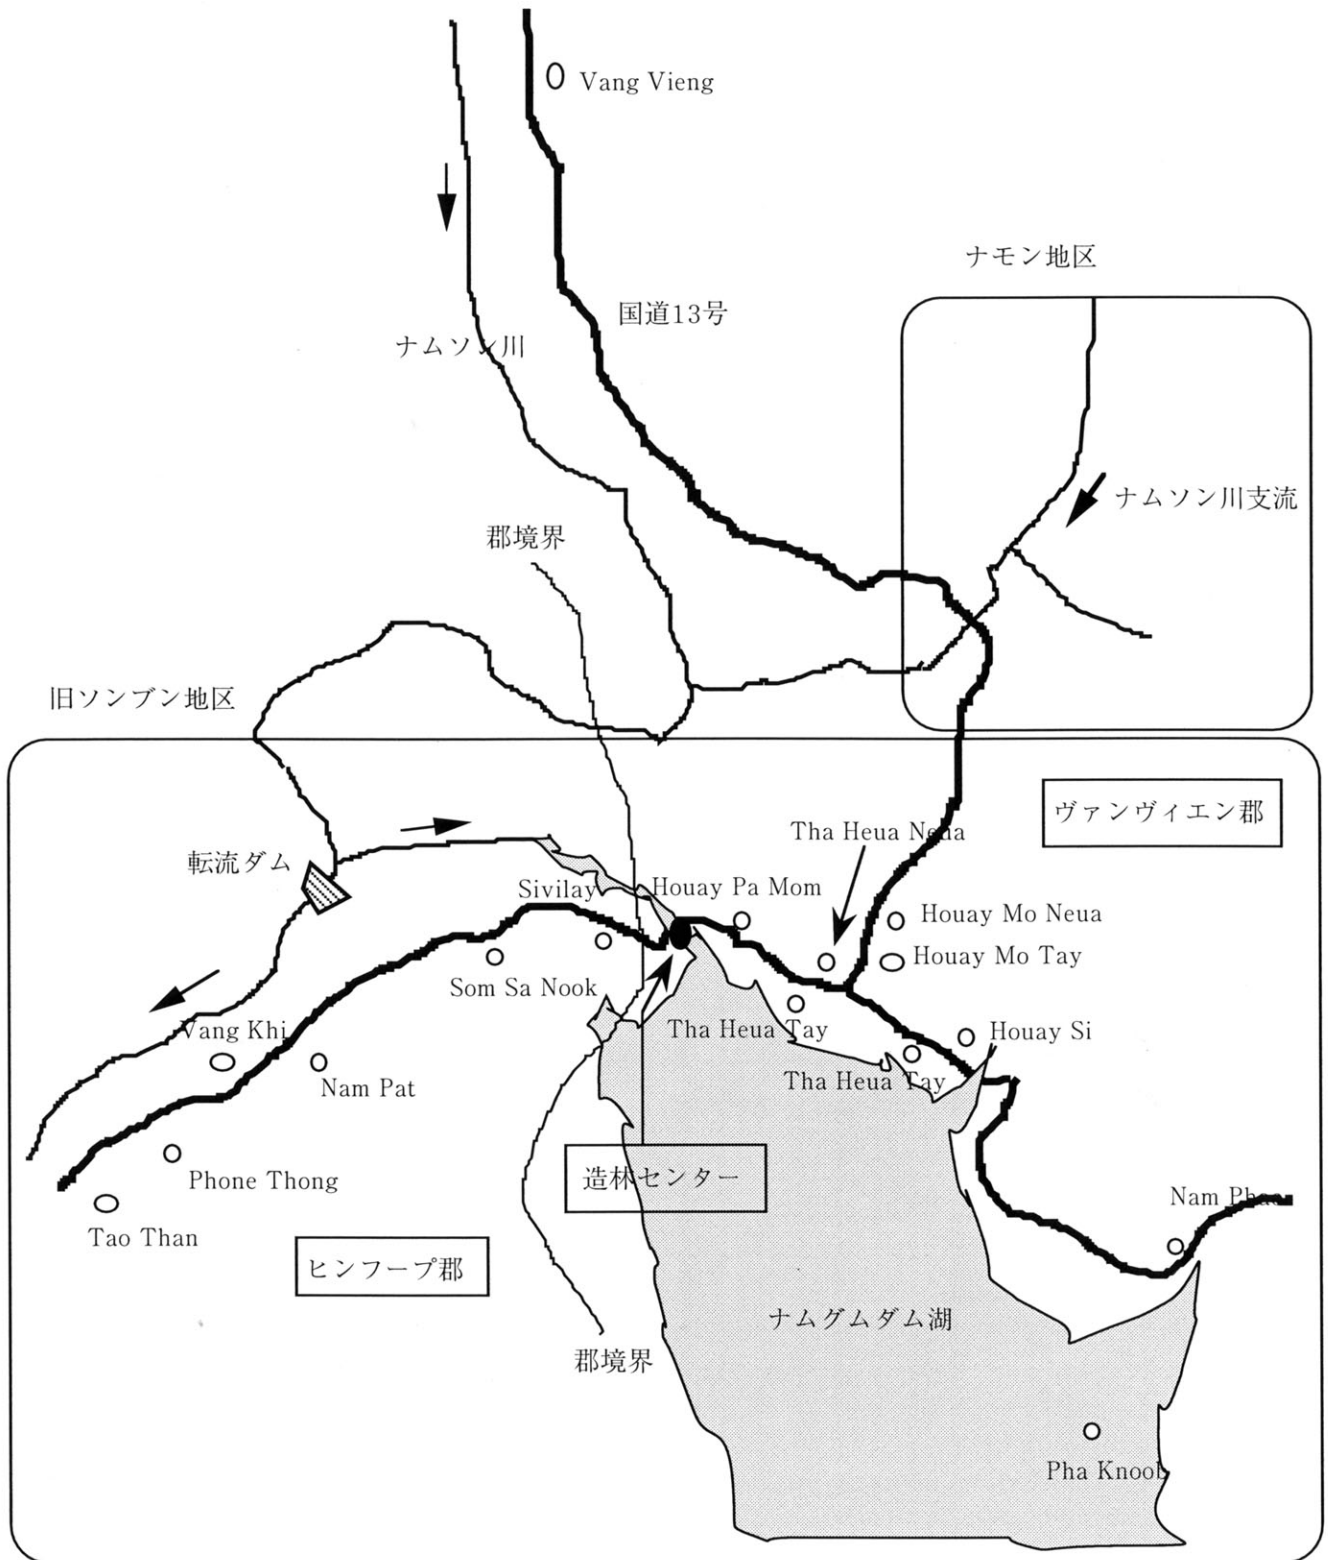 Vang Vieng
ナモン地区
国道13号
ナムソン川
ナムソン川支流
郡境界
旧ソンブン地区
ヴァンヴィエン郡
Tha Heua Neua
転流ダム
Sivilay
Houay Pa Mom
Houay Mo Neua
Houay Mo Tay
Som Sa Nook
Tha Heua Tay
Houay Si
Vang Khi
Nam Pat
Tha Heua Tay
造林センター
Phone Thong
Nam
Tao Than
ヒンフープ郡
ナムグムダム湖
郡境界
Pha